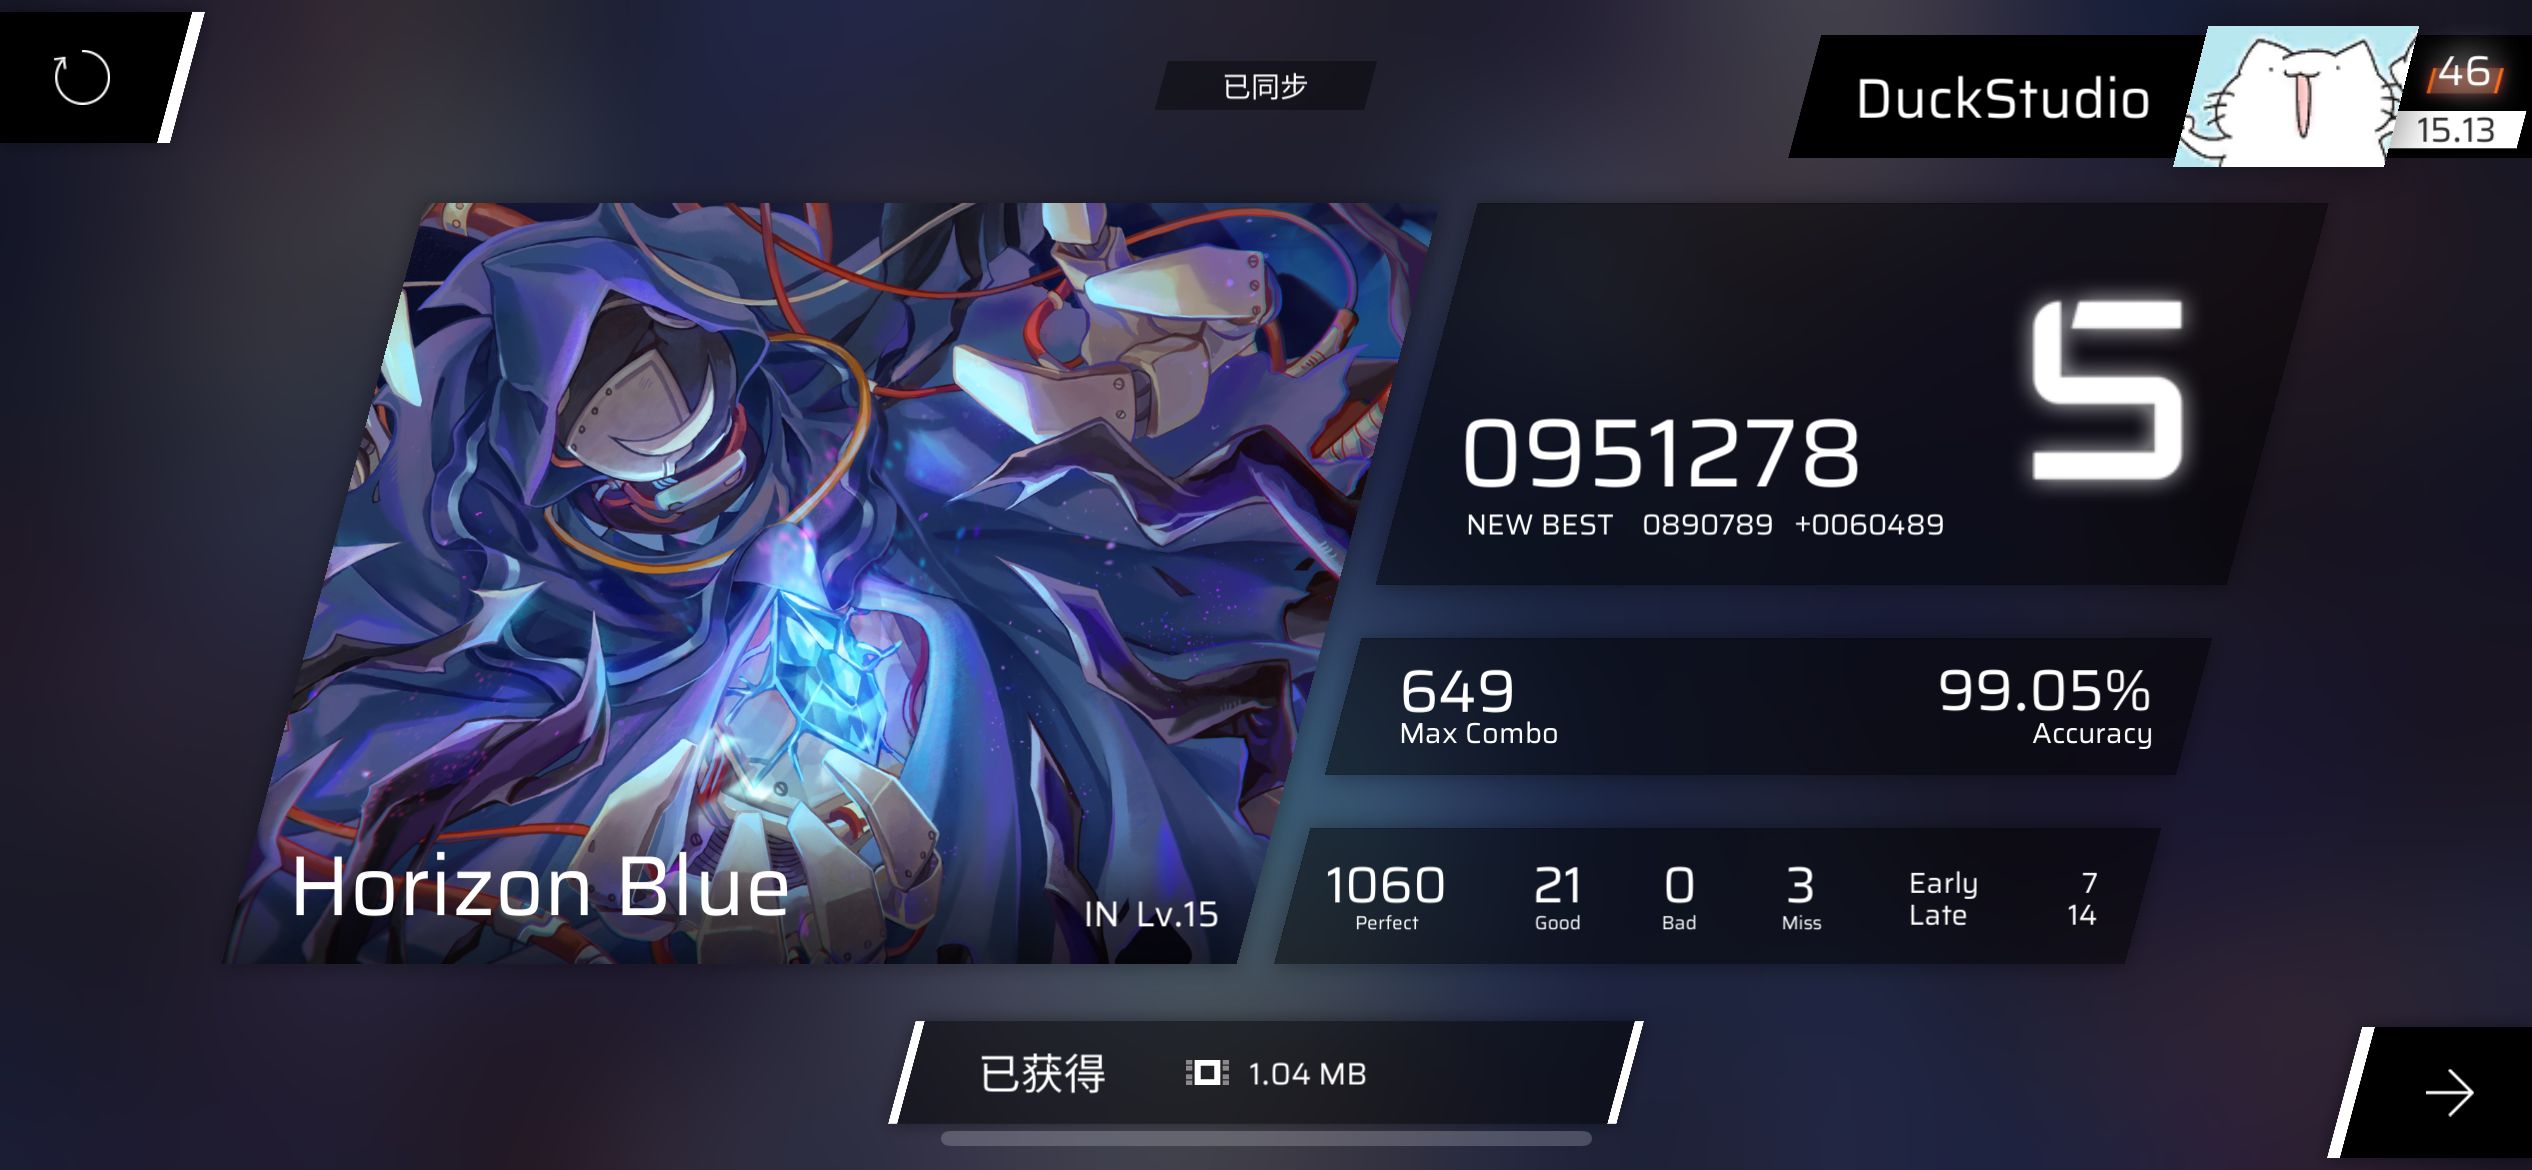 已同步
DuckStudio
46
15.13
S
0951278
NEW BEST 0890789 +0060489
649
Max Combo
99.05%
Accuracy
Horizon Blue
IN Lv.15
1060
Perfect
21
Good
0
Bad
3
Miss
Early 7
Late 14
已获得 1.04 MB